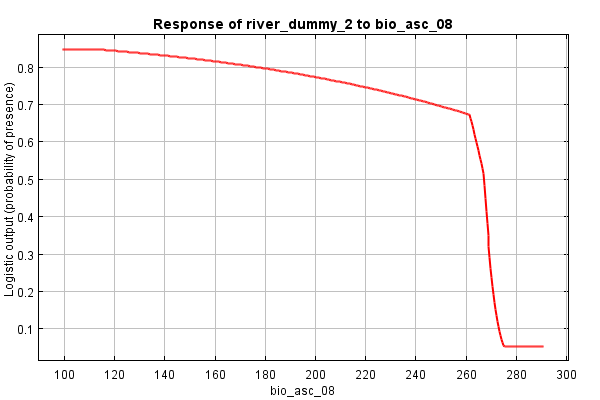 Response of river_dummy_2 to bio_asc_08
Logistic output (probability of presence)
0.8
0.7
0.6
0.5
0.4
0.3
0.2
0.1
100 120 140 160 180 200 220 240 260 280 300
bio_asc_08